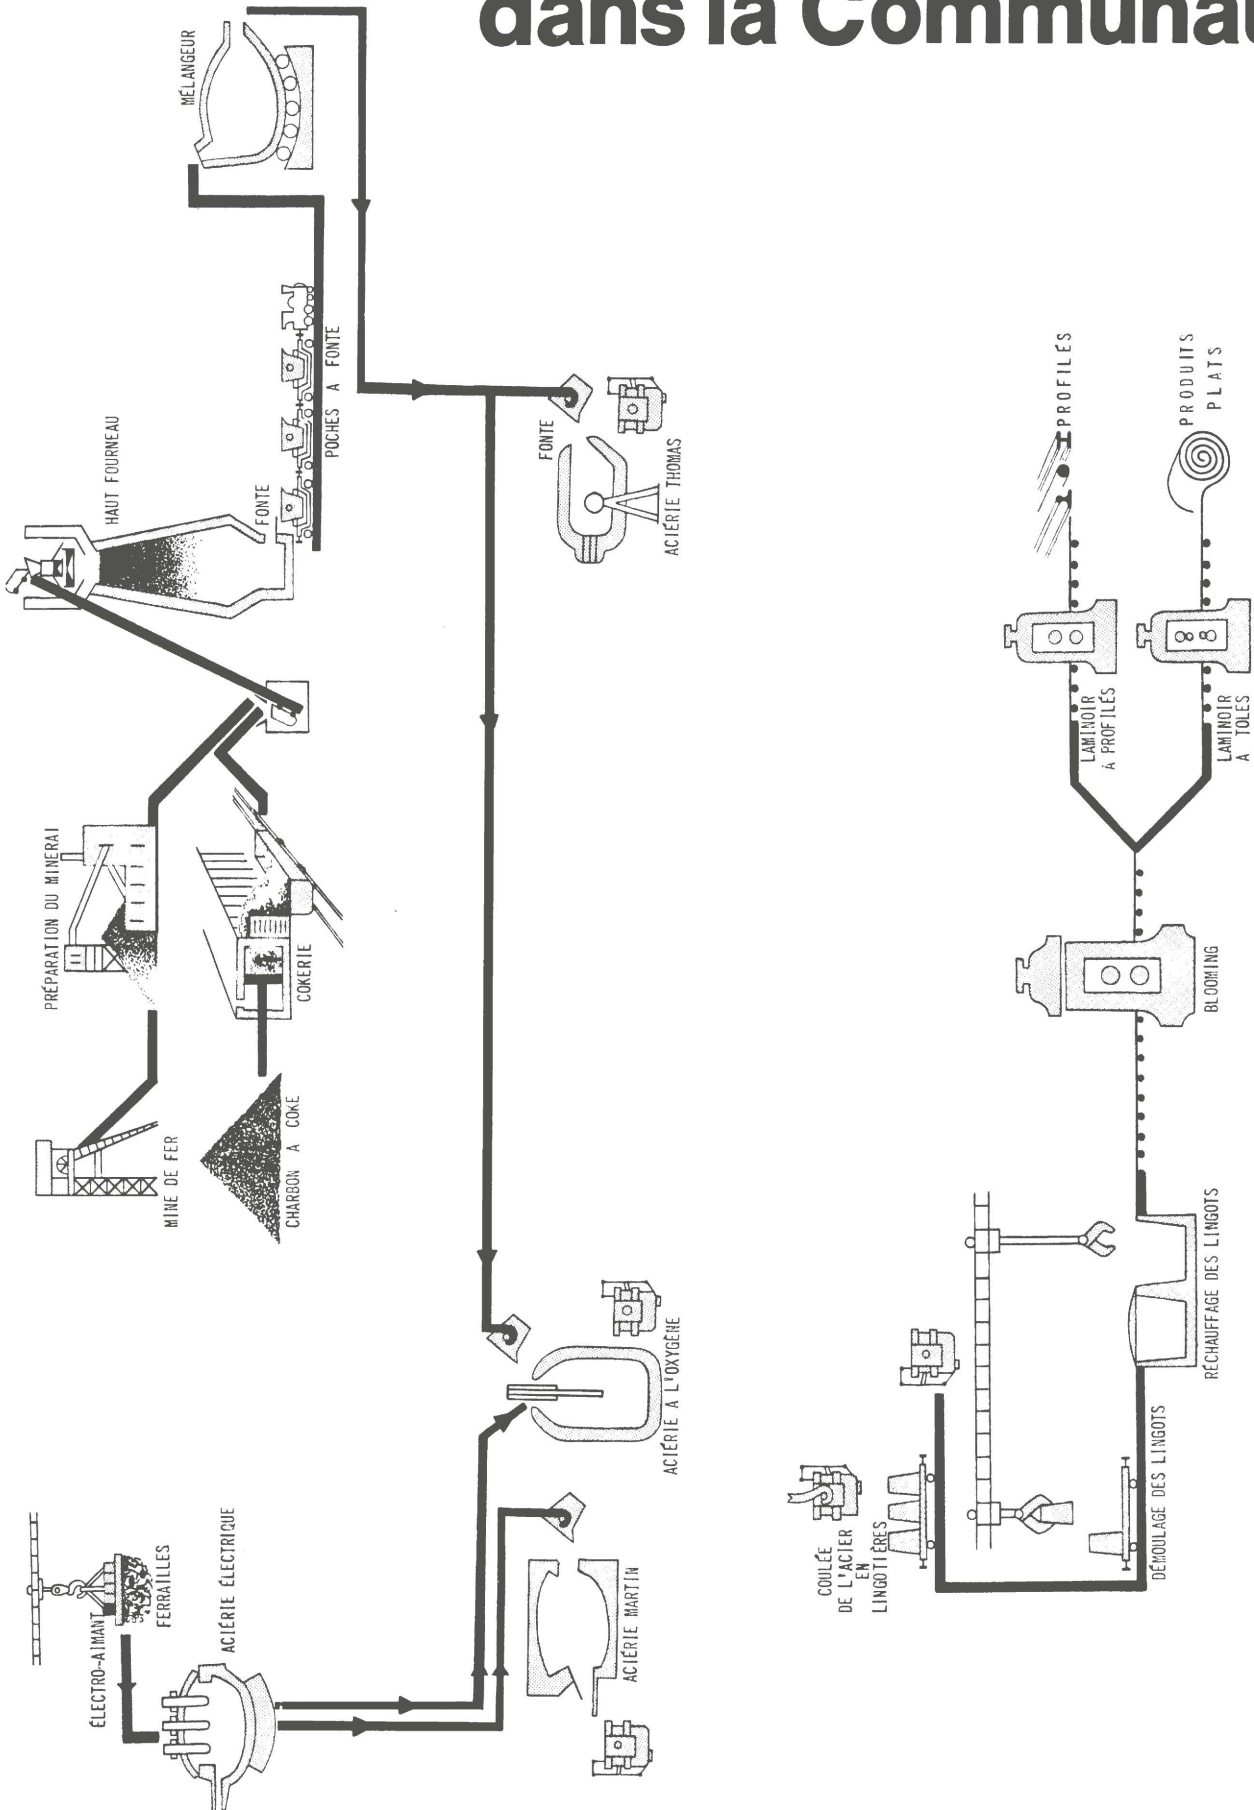 dans la Communau
MÉLANGEUR
HAUT FOURNEAU
FONTE
POCHES A FONTE
PRÉPARATION DU MINERAI
COKERIE
MINE DE FER
CHARBON A COKE
FONTE
ACIÉRIE THOMAS
ACIÉRIE A L'OXYGÈNE
ÉLECTRO-AIMANT
FERRAILLES
ACIÉRIE ÉLECTRIQUE
ACIÉRIE MARTIN
COULÉE
DE L'ACIER
EN
LINGOTIÈRES
DÉMOULAGE DES LINGOTS
RÉCHAUFFAGE DES LINGOTS
BLOOMING
LAMINOIR
À PROFILÉS
LAMINOIR
A TOLES
PROFILÉS
PRODUITS
PLATS